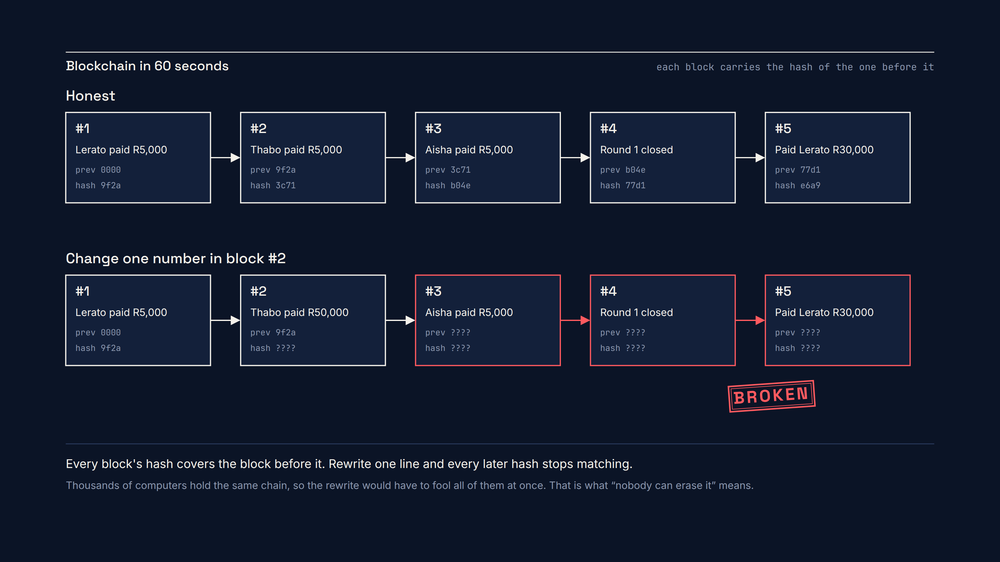 Blockchain in 60 seconds
each block carries the hash of the one before it
Honest
#1
Lerato paid R5,000
prev 0000
hash 9f2a
#2
Thabo paid R5,000
prev 9f2a
hash 3c71
#3
Aisha paid R5,000
prev 3c71
hash b04e
#4
Round 1 closed
prev b04e
hash 77d1
#5
Paid Lerato R30,000
prev 77d1
hash e6a9
Change one number in block #2
#1
Lerato paid R5,000
prev 0000
hash 9f2a
#2
Thabo paid R50,000
prev 9f2a
hash ????
#3
Aisha paid R5,000
prev ????
hash ????
#4
Round 1 closed
prev ????
hash ????
#5
Paid Lerato R30,000
prev ????
hash ????
BROKEN
Every block's hash covers the block before it. Rewrite one line and every later hash stops matching.
Thousands of computers hold the same chain, so the rewrite would have to fool all of them at once. That is what “nobody can erase it” means.